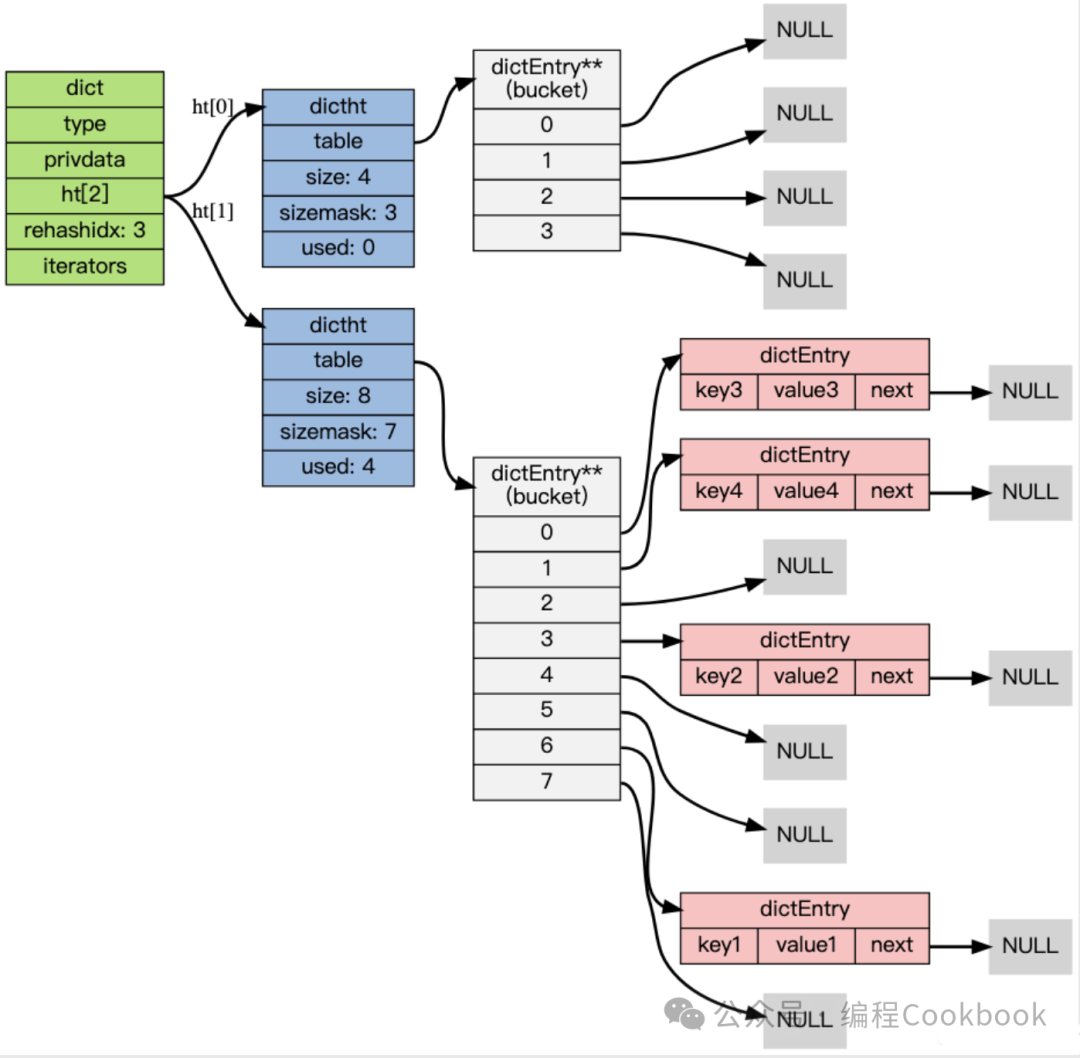 dict
type
privdata
ht[2]
rehashidx: 3
iterators
ht[0]
ht[1]
dictht
table
size: 4
sizemask: 3
used: 0
dictEntry**
(bucket)
0
1
2
3
NULL
NULL
NULL
NULL
dictht
table
size: 8
sizemask: 7
used: 4
dictEntry**
(bucket)
0
1
2
3
4
5
6
7
dictEntry
key3 value3 next
NULL
dictEntry
key4 value4 next
NULL
NULL
dictEntry
key2 value2 next
NULL
NULL
NULL
dictEntry
key1 value1 next
NULL
NULL
公众号 · 编程Cookbook